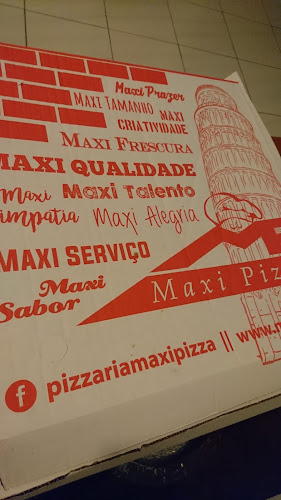 Maxi Prazer
Maxi Tamanho Maxi
Criatividade
Maxi Frescura
Maxi Qualidade
Maxi Maxi Talento
impatia Maxi Alegria
Maxi Serviço
Maxi
Sabor
Maxi Piz
f pizzariamaxipizza || www.